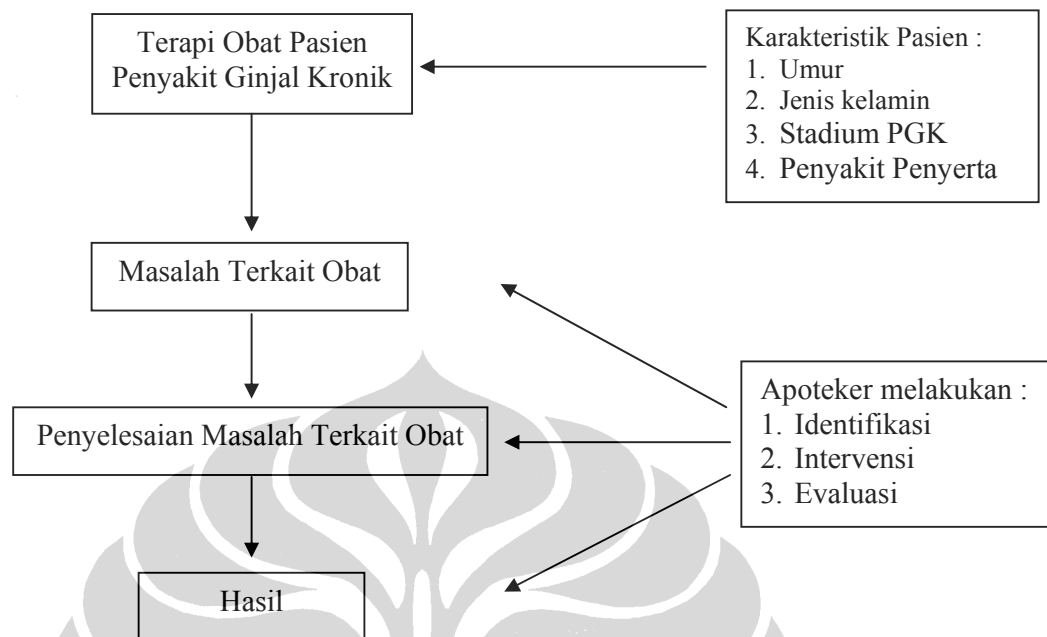 Terapi Obat Pasien
Penyakit Ginjal Kronik
Karakteristik Pasien :
1. Umur
2. Jenis kelamin
3. Stadium PGK
4. Penyakit Penyerta
Masalah Terkait Obat
Penyelesaian Masalah Terkait Obat
Apoteker melakukan :
1. Identifikasi
2. Intervensi
3. Evaluasi
Hasil